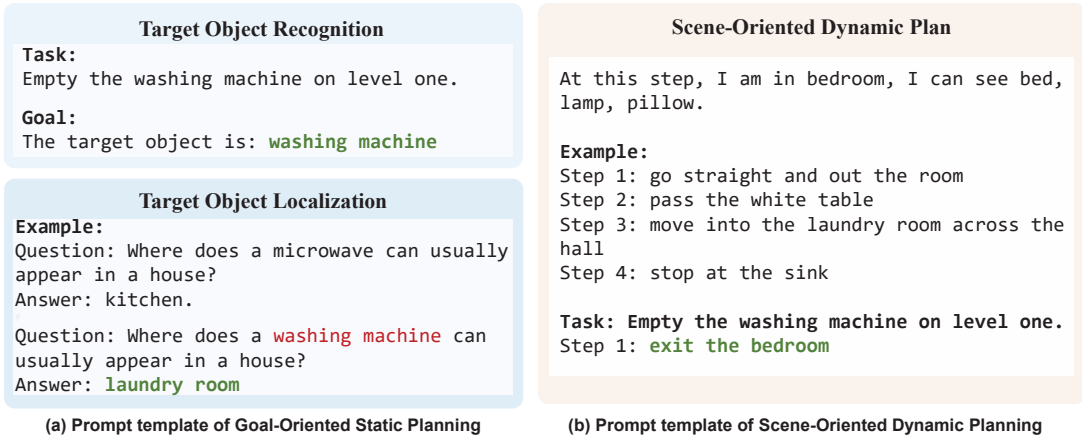 Target Object Recognition
Task:
Empty the washing machine on level one.
Goal:
The target object is: washing machine
Target Object Localization
Example:
Question: Where does a microwave can usually
appear in a house?
Answer: kitchen.
Question: Where does a washing machine can
usually appear in a house?
Answer: laundry room
(a) Prompt template of Goal-Oriented Static Planning
Scene-Oriented Dynamic Plan
At this step, I am in bedroom, I can see bed,
lamp, pillow.
Example:
Step 1: go straight and out the room
Step 2: pass the white table
Step 3: move into the laundry room across the
hall
Step 4: stop at the sink
Task: Empty the washing machine on level one.
Step 1: exit the bedroom
(b) Prompt template of Scene-Oriented Dynamic Planning